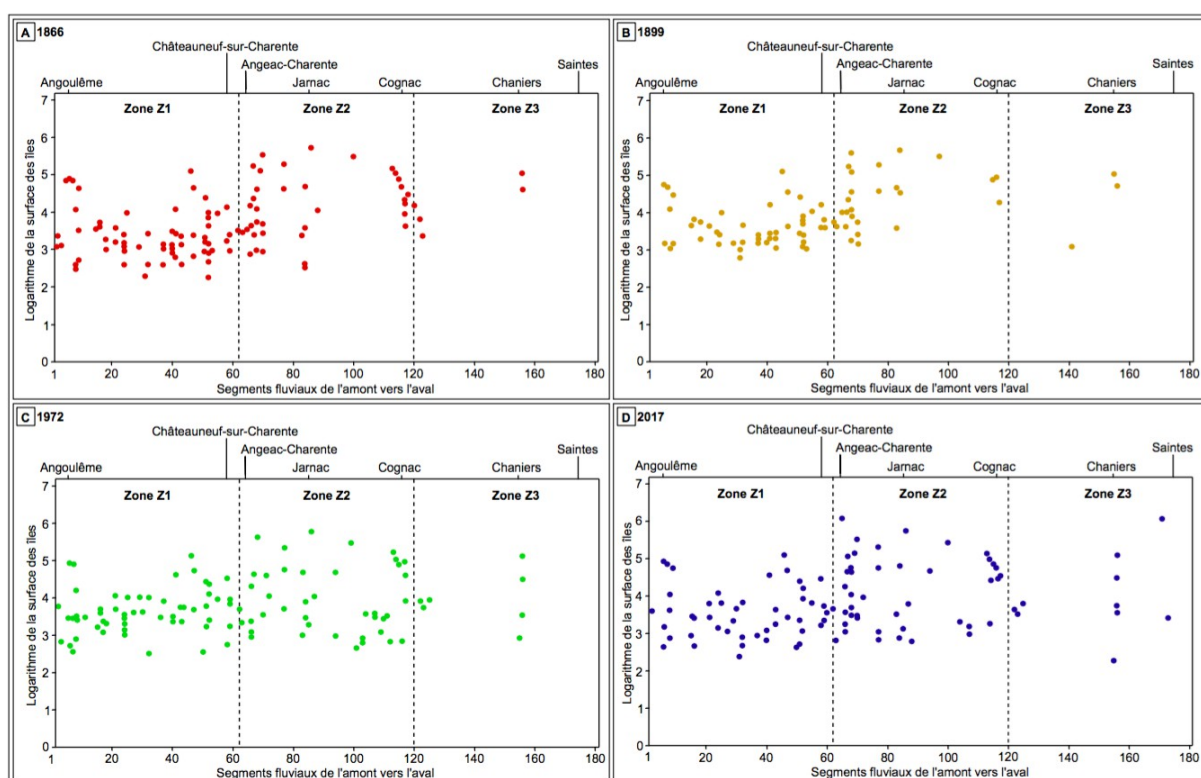 A 1866
Châteauneuf-sur-Charente
Angeac-Charente
Saintes
Angoulême
Jarnac
Cognac
Chaniers
Zone Z1
Zone Z2
Zone Z3
Logarithme de la surface des îles
7
6
5
4
3
2
1
0
1 20 40 60 80 100 120 140 160 180
Segments fluviaux de l'amont vers l'aval
B 1899
Châteauneuf-sur-Charente
Angeac-Charente
Saintes
Angoulême
Jarnac
Cognac
Chaniers
Zone Z1
Zone Z2
Zone Z3
Logarithme de la surface des îles
7
6
5
4
3
2
1
0
1 20 40 60 80 100 120 140 160 180
Segments fluviaux de l'amont vers l'aval
C 1972
Châteauneuf-sur-Charente
Angeac-Charente
Saintes
Angoulême
Jarnac
Cognac
Chaniers
Zone Z1
Zone Z2
Zone Z3
Logarithme de la surface des îles
7
6
5
4
3
2
1
0
1 20 40 60 80 100 120 140 160 180
Segments fluviaux de l'amont vers l'aval
D 2017
Châteauneuf-sur-Charente
Angeac-Charente
Saintes
Angoulême
Jarnac
Cognac
Chaniers
Zone Z1
Zone Z2
Zone Z3
Logarithme de la surface des îles
7
6
5
4
3
2
1
0
1 20 40 60 80 100 120 140 160 180
Segments fluviaux de l'amont vers l'aval